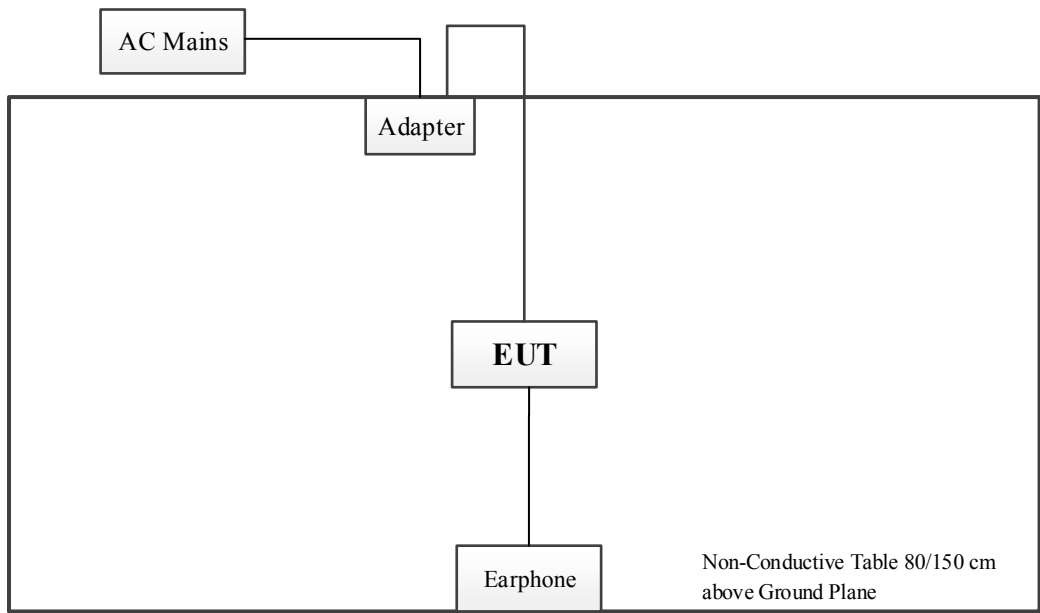 AC Mains
Adapter
EUT
Earphone
Non-Conductive Table 80/150 cm
above Ground Plane